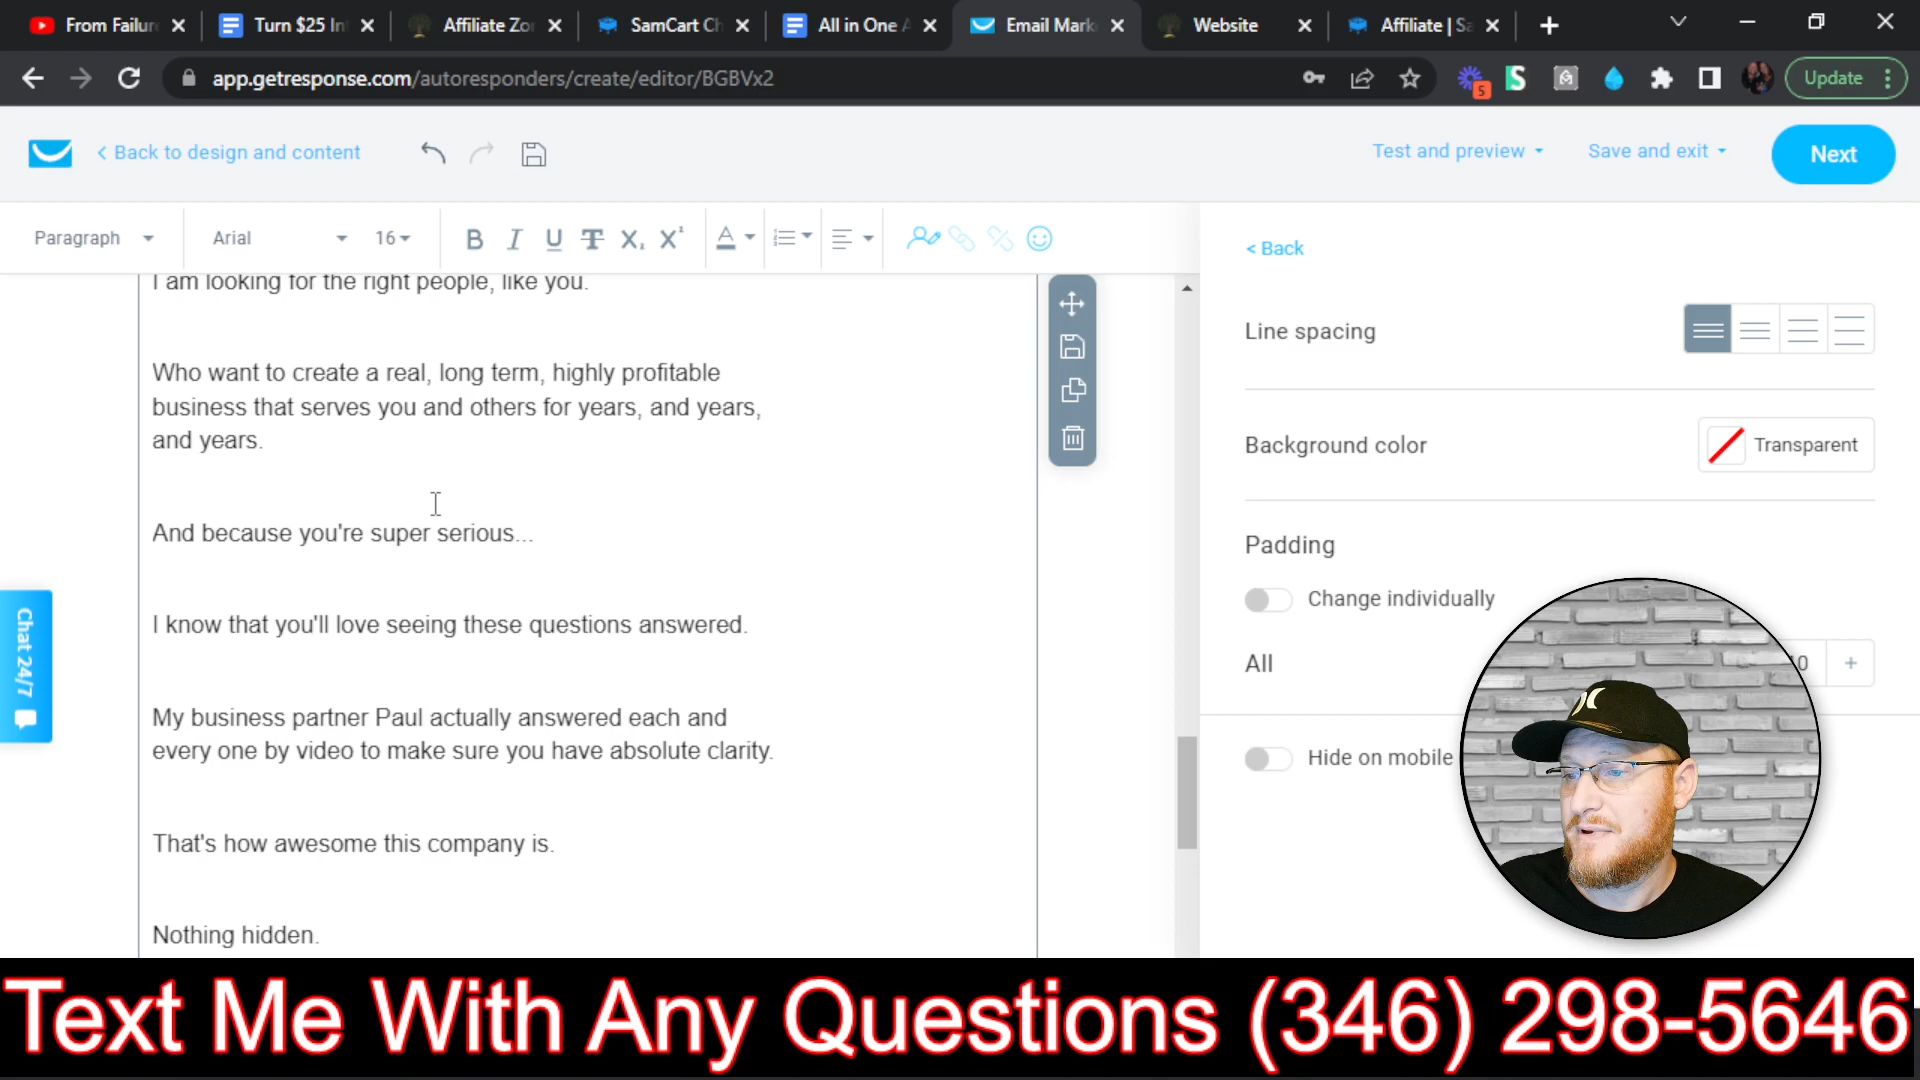 From Failur
Turn $25 In
Affiliate Zo
SamCart Ch
All in One A
Email Mark
Website
Affiliate | Sa
app.getresponse.com/autoresponders/create/editor/BGBVx2
5
Update
< Back to design and content
Test and preview
Save and exit
Next
Paragraph
Arial
16
B I U T X, X'
A
< Back
I am looking for the right people, like you.
Line spacing
Who want to create a real, long term, highly profitable
business that serves you and others for years, and years,
and years.
Background color
Transparent
And because you're super serious...
Padding
Change individually
I know that you'll love seeing these questions answered.
All
+
Chat 24/7
My business partner Paul actually answered each and
every one by video to make sure you have absolute clarity.
Hide on mobile
That's how awesome this company is.
Nothing hidden.
Text Me With Any Questions (346) 298-5646